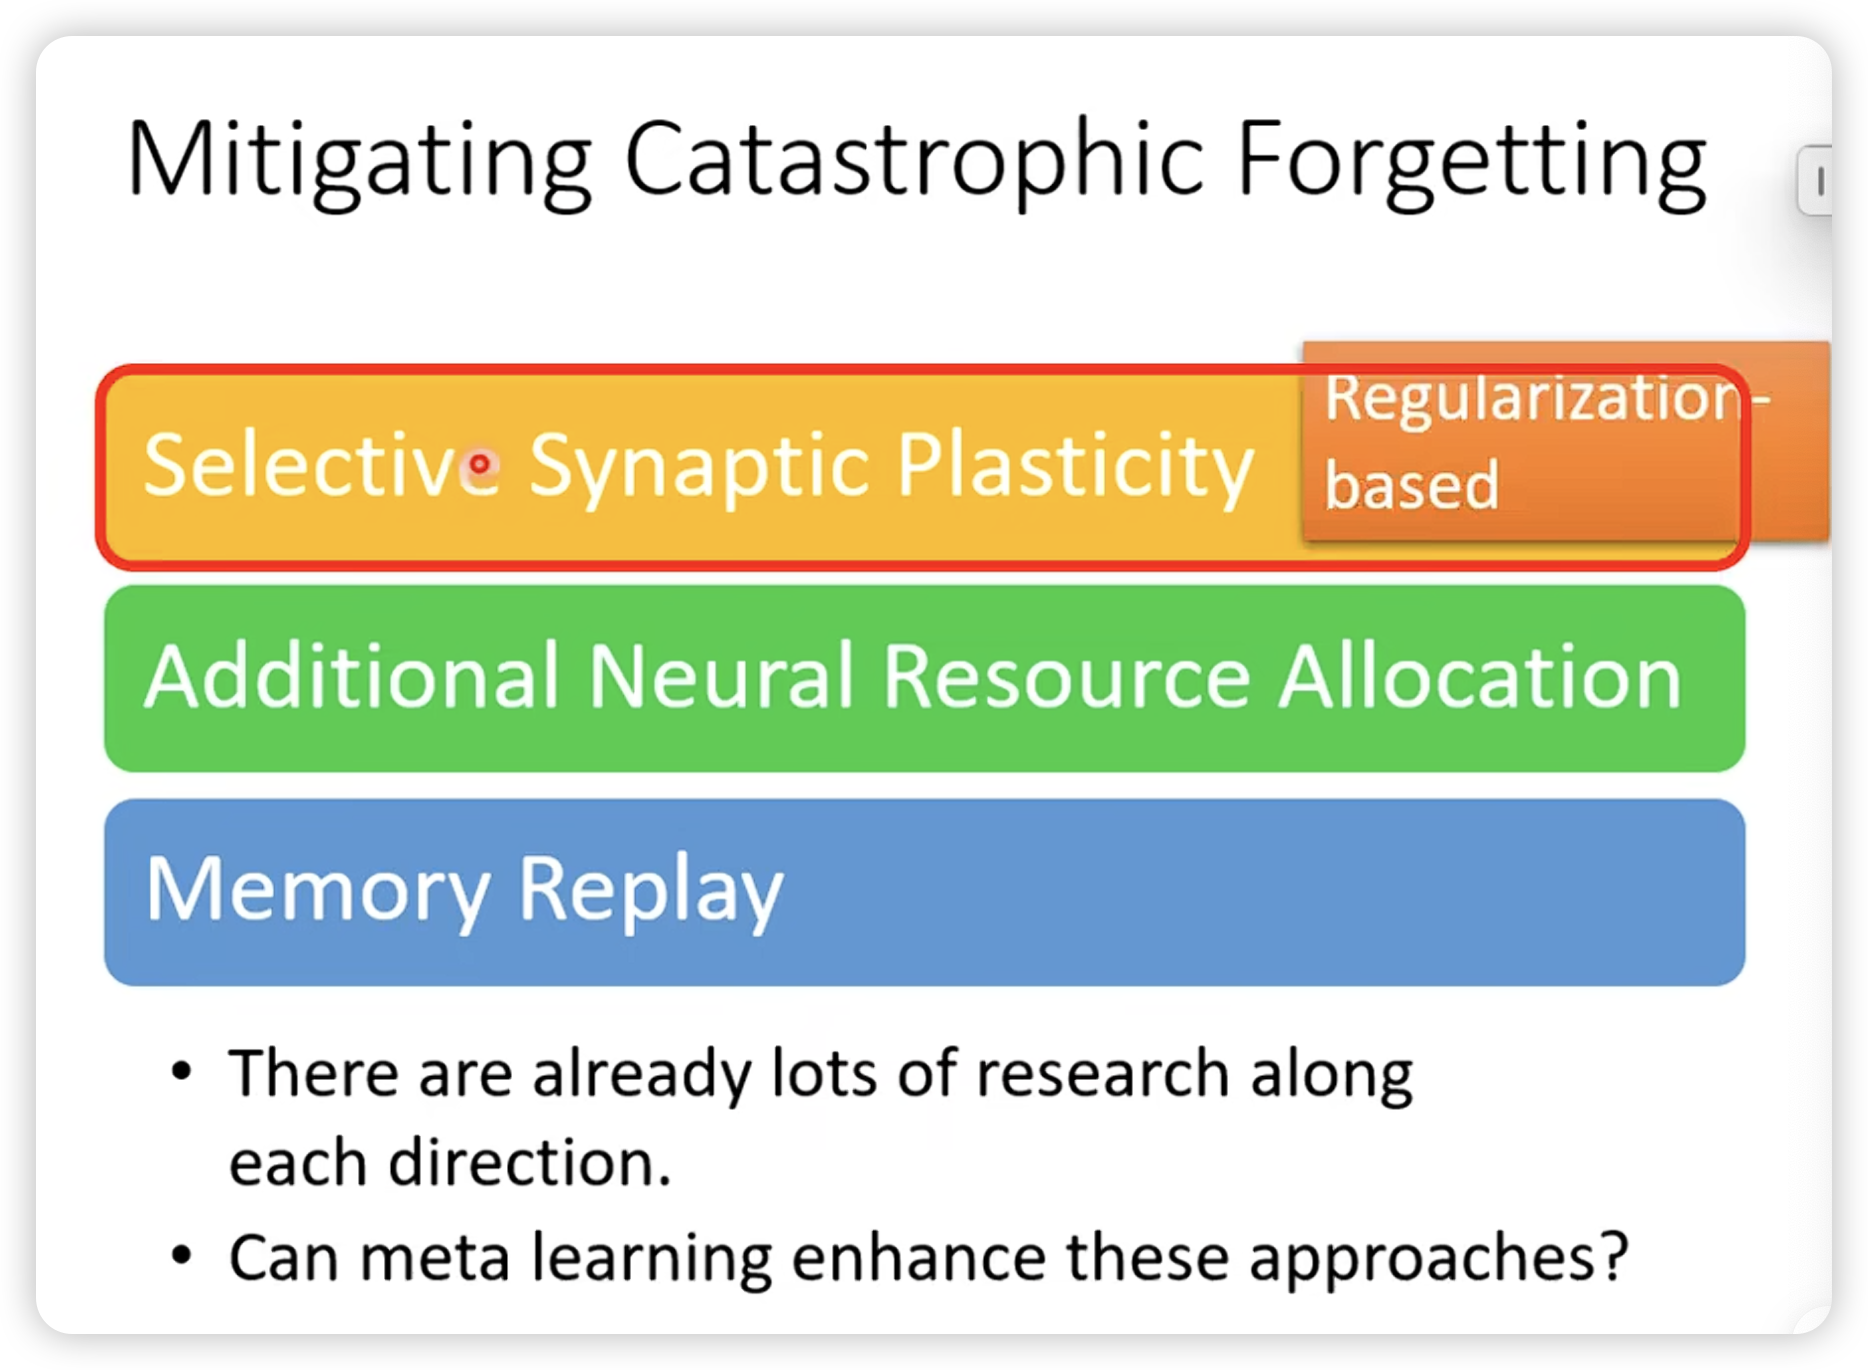 Mitigating Catastrophic Forgetting
Selective Synaptic Plasticity
Regularization-
based
Additional Neural Resource Allocation
Memory Replay
• There are already lots of research along
each direction.
• Can meta learning enhance these approaches?